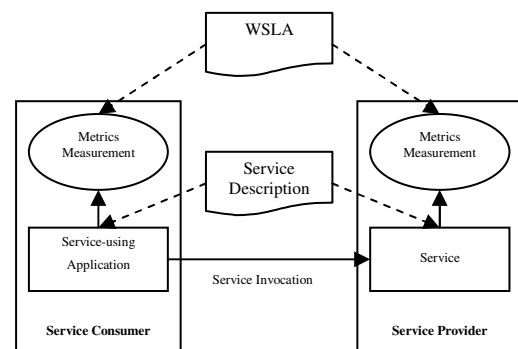 WSLA
Metrics
Measurement
Metrics
Measurement
Service
Description
Service-using
Application
Service
Service Invocation
Service Consumer
Service Provider